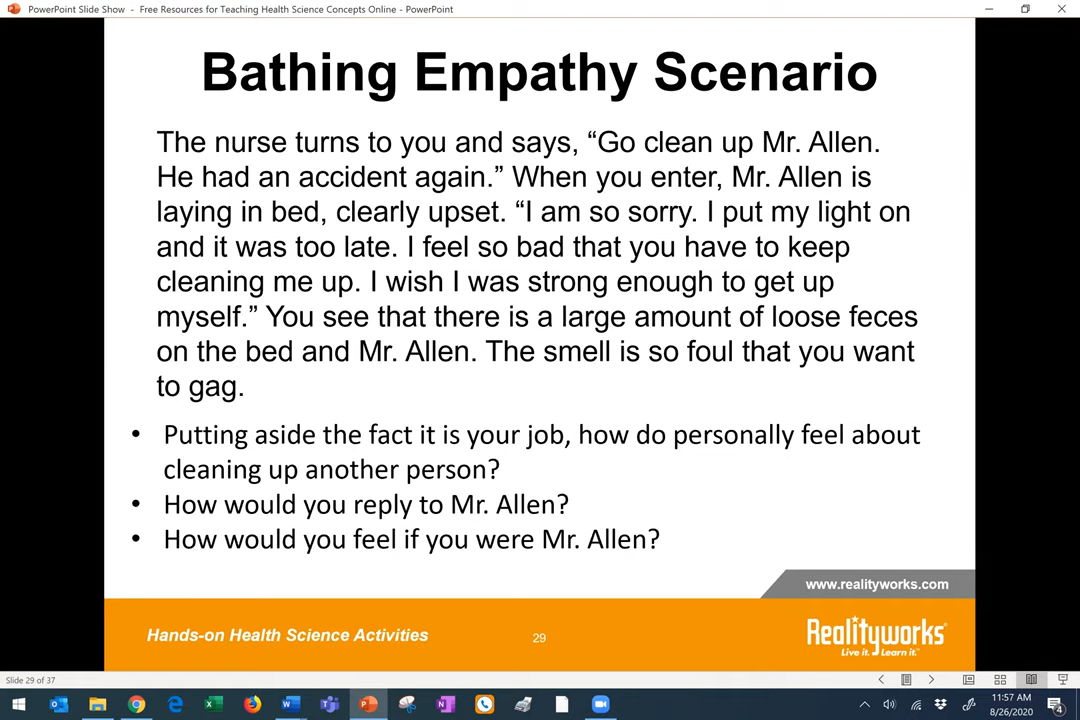 PowerPoint Slide Show - Free Resources for Teaching Health Science Concepts Online - PowerPoint
Bathing Empathy Scenario
The nurse turns to you and says, “Go clean up Mr. Allen.
He had an accident again.” When you enter, Mr. Allen is
laying in bed, clearly upset. “I am so sorry. I put my light on
and it was too late. I feel so bad that you have to keep
cleaning me up. I wish I was strong enough to get up
myself.” You see that there is a large amount of loose feces
on the bed and Mr. Allen. The smell is so foul that you want
to gag.
• Putting aside the fact it is your job, how do personally feel about
cleaning up another person?
• How would you reply to Mr. Allen?
• How would you feel if you were Mr. Allen?
www.realityworks.com
Hands-on Health Science Activities
29
Realityworks
Live it. Learn it.
Slide 29 of 37
11:57 AM
8/26/2020
4